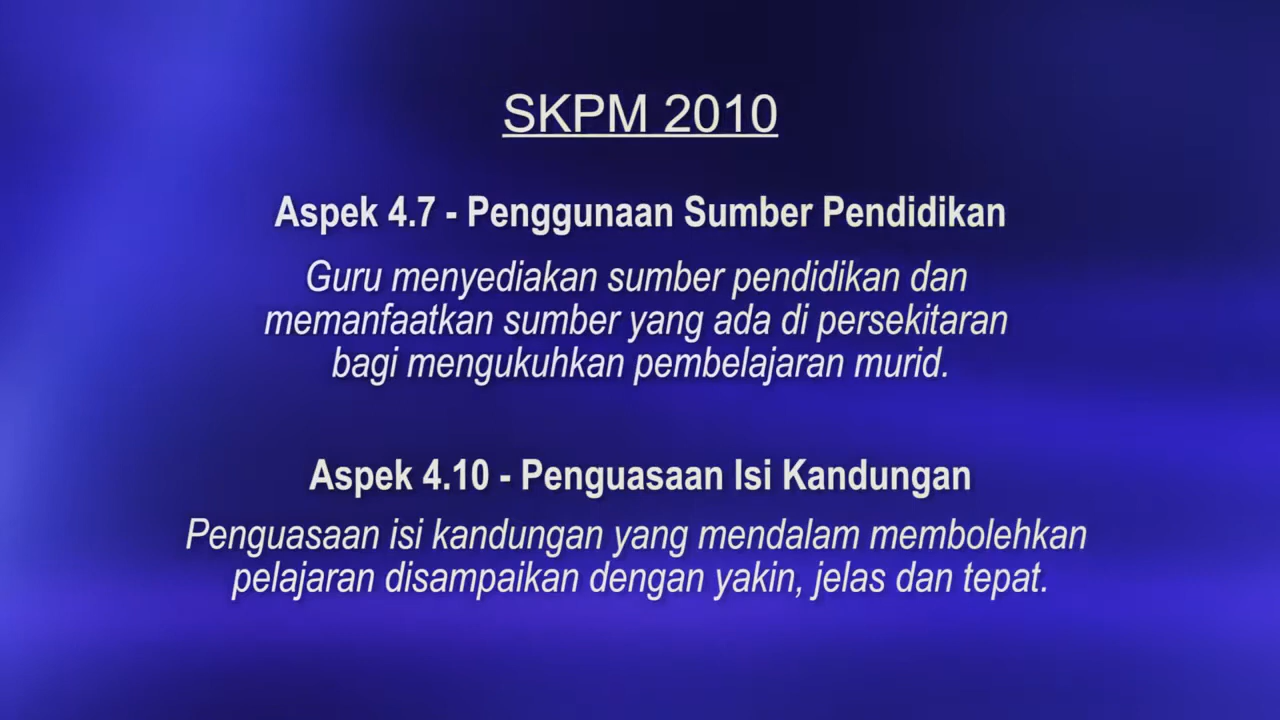 SKPM 2010
Aspek 4.7 - Penggunaan Sumber Pendidikan
Guru menyediakan sumber pendidikan dan
memanfaatkan sumber yang ada di persekitaran
bagi mengukuhkan pembelajaran murid.
Aspek 4.10 - Penguasaan Isi Kandungan
Penguasaan isi kandungan yang mendalam membolehkan
pelajaran disampaikan dengan yakin, jelas dan tepat.